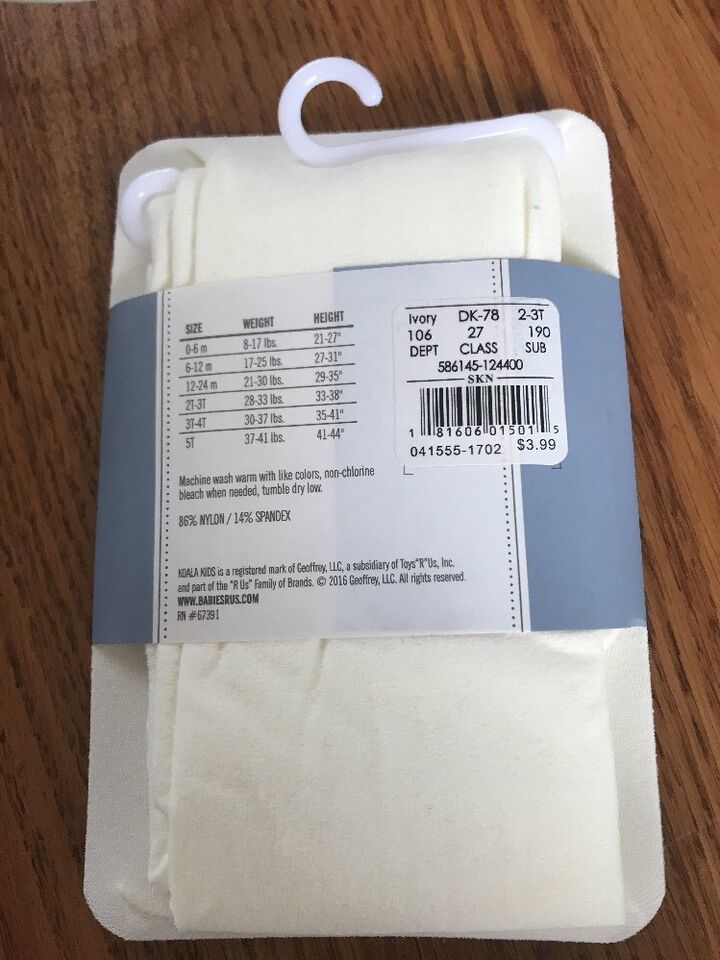 SIZE WEIGHT HEIGHT
0-6 m 8-17 lbs. 21-27"
6-12 m 17-25 lbs. 27-31"
12-24 m 21-30 lbs. 29-35"
2T-3T 28-33 lbs. 33-38"
3T-4T 30-37 lbs. 35-41"
5T 37-41 lbs. 41-44"
Machine wash warm with like colors, non-chlorine
bleach when needed, tumble dry low.
86% NYLON / 14% SPANDEX
KOALA KIDS is a registered mark of Geoffrey, LLC, a subsidiary of Toys"R"Us, Inc.
and part of the "R Us" Family of Brands. © 2016 Geoffrey, LLC. All rights reserved.
WWW.BABIESRUS.COM
RN #67391
Ivory DK-78 2-3T
106 27 190
DEPT CLASS SUB
586145-124400
SKN
1 81606 01501 5
041555-1702 $3.99